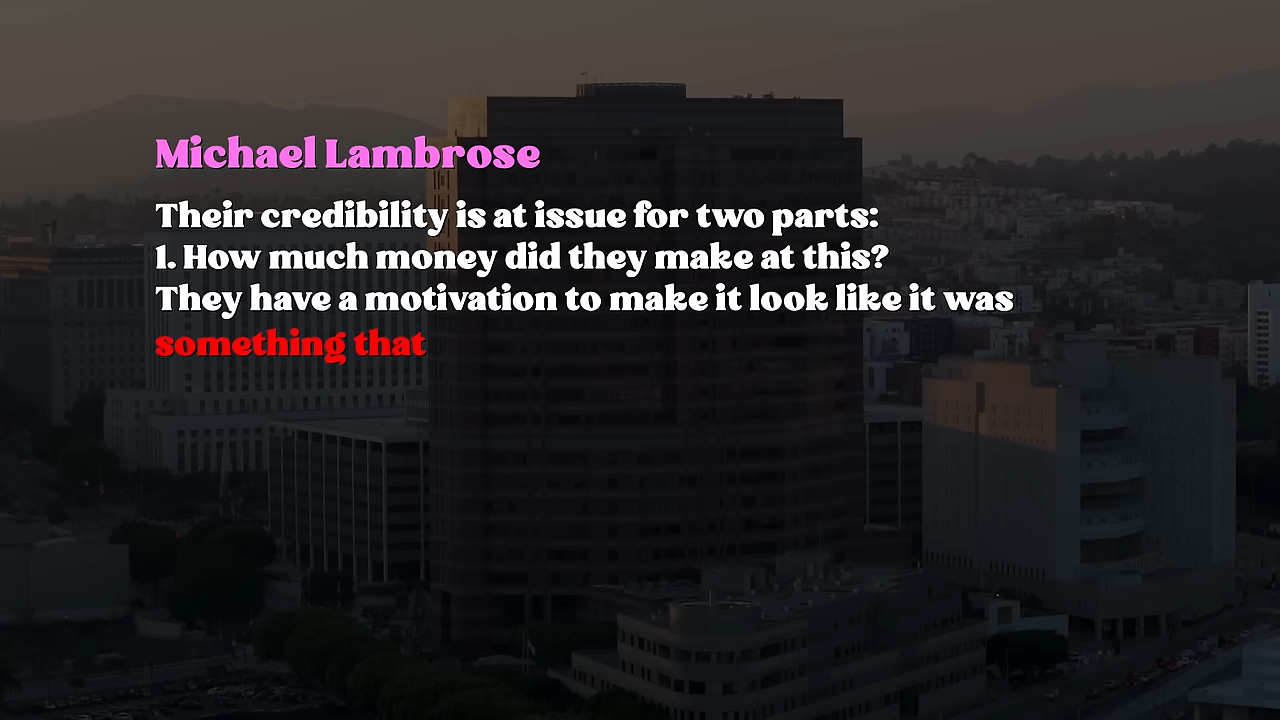 Michael Lambrose
Their credibility is at issue for two parts:
1. How much money did they make at this?
They have a motivation to make it look like it was
something that